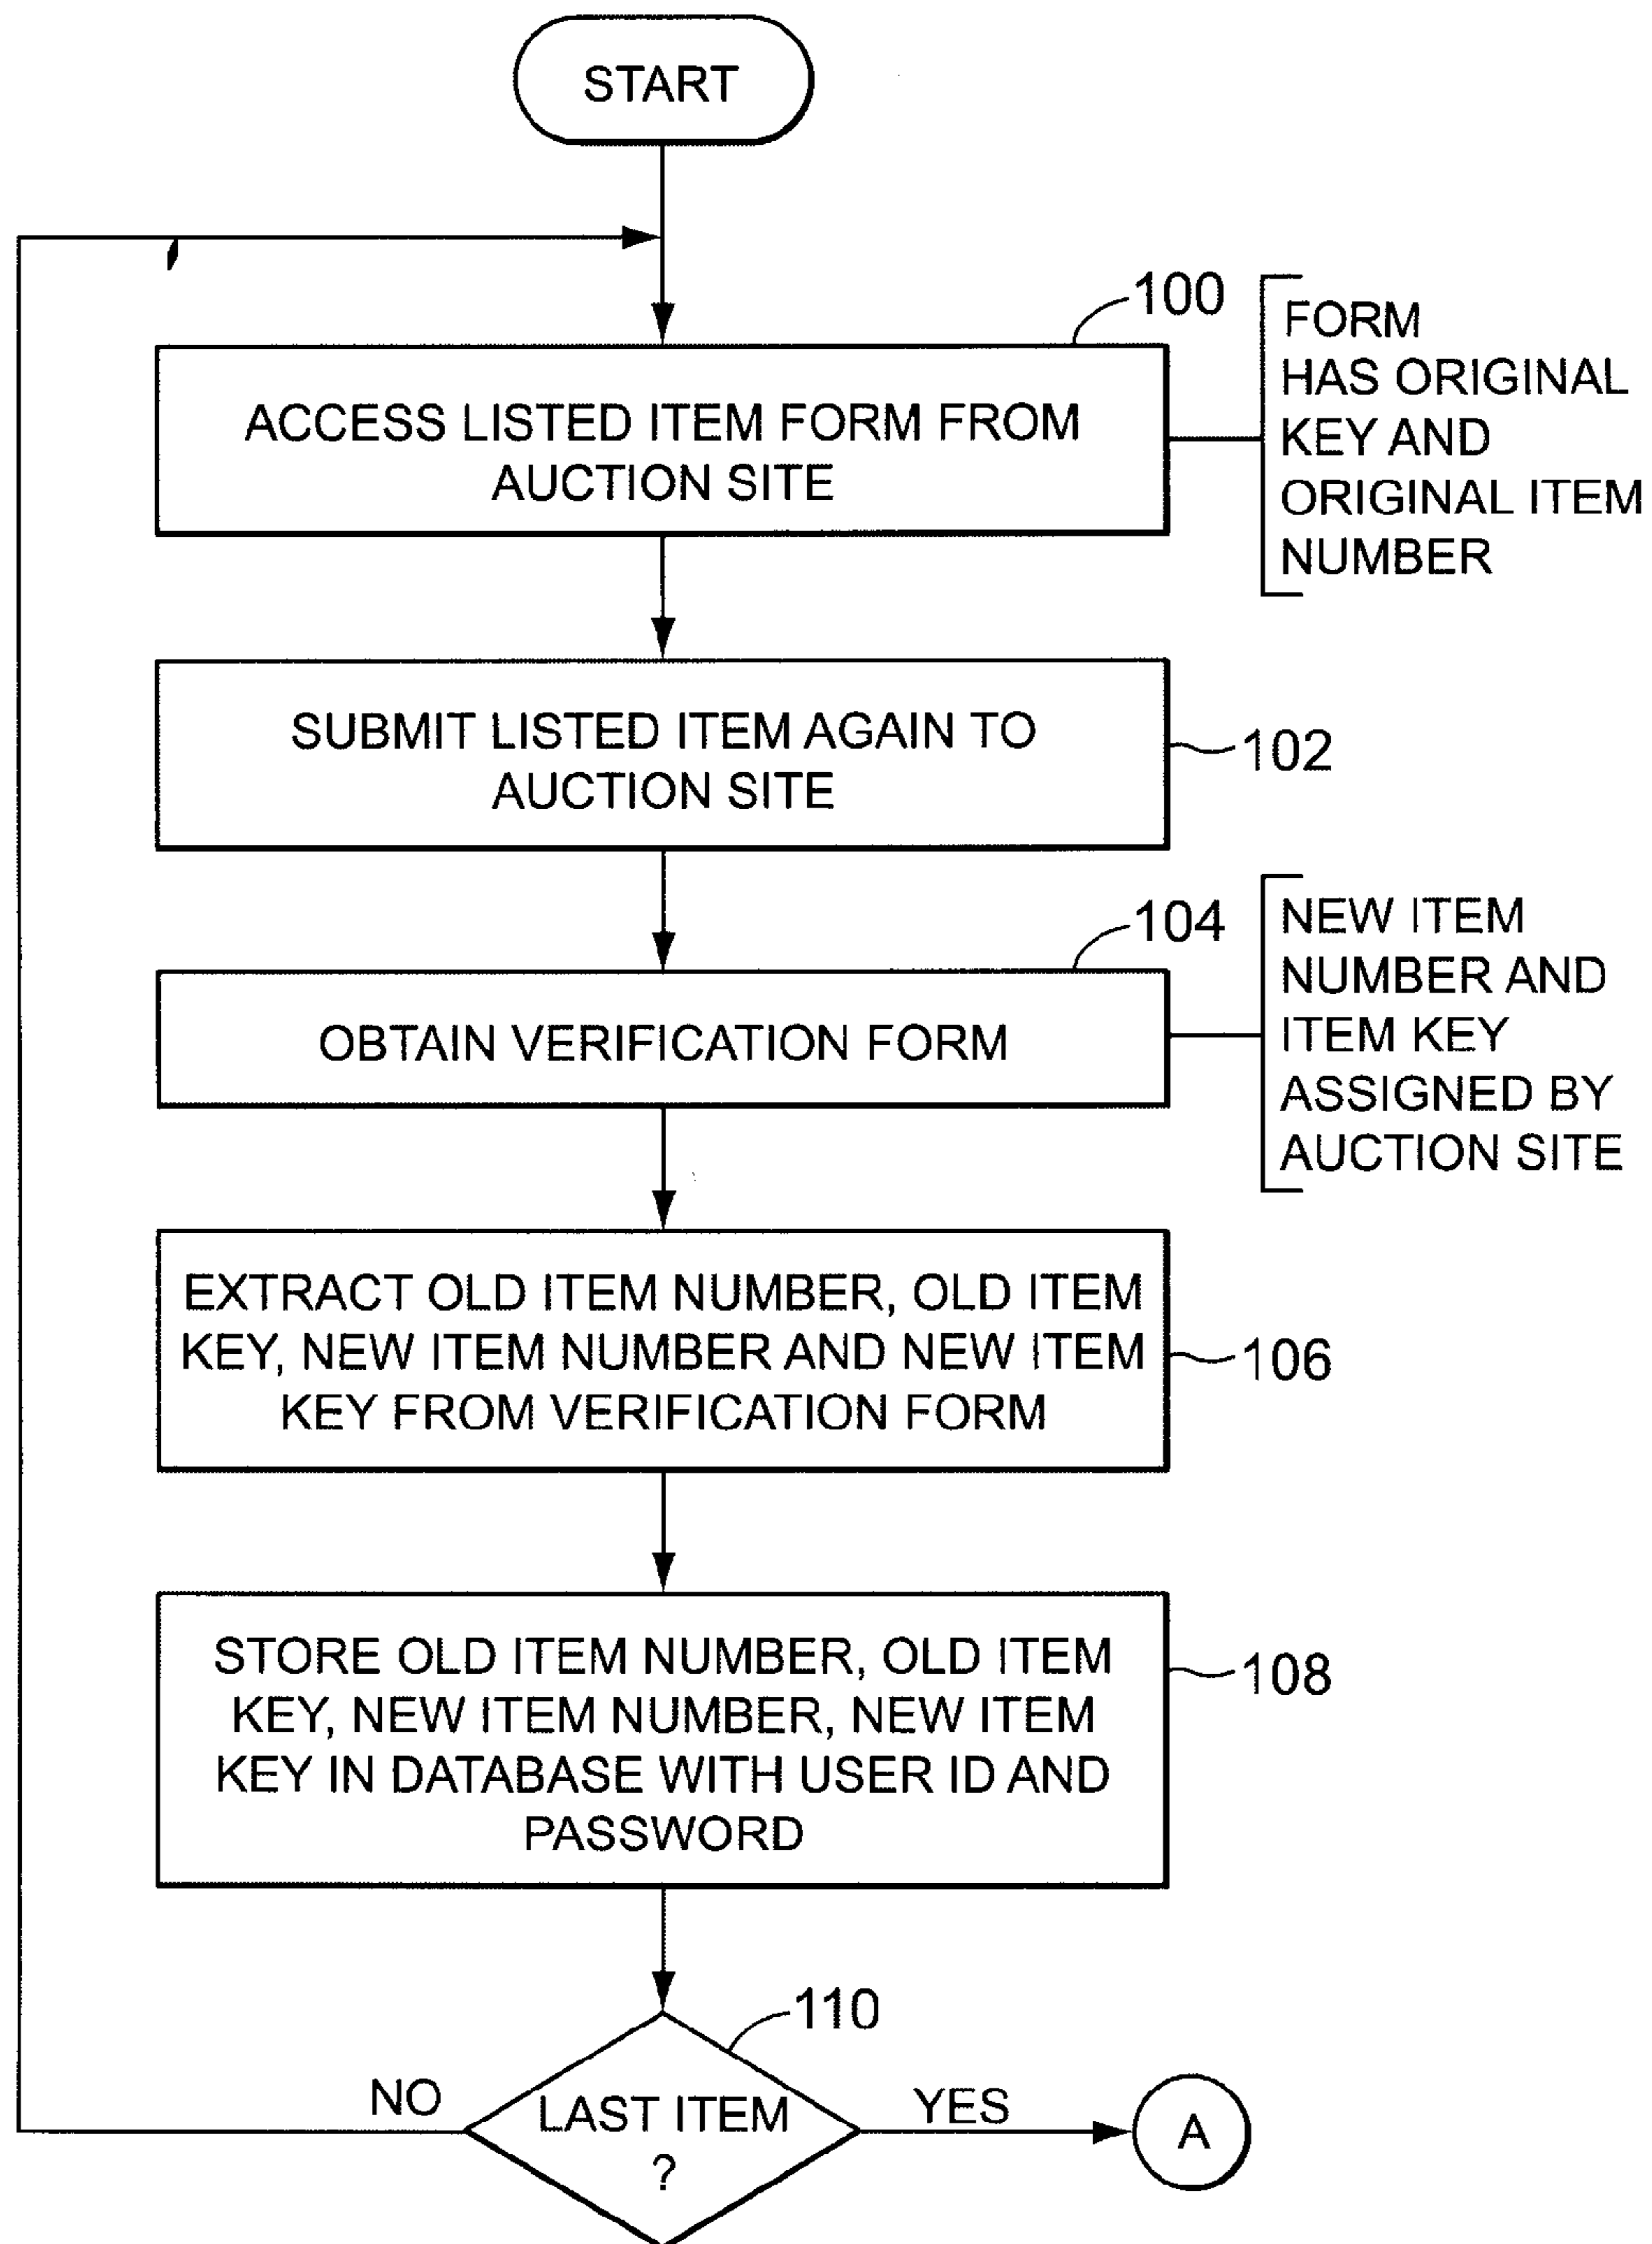 START
100
FORM
HAS ORIGINAL
KEY AND
ORIGINAL ITEM
NUMBER
ACCESS LISTED ITEM FORM FROM
AUCTION SITE
SUBMIT LISTED ITEM AGAIN TO
AUCTION SITE
102
104
NEW ITEM
NUMBER AND
ITEM KEY
ASSIGNED BY
AUCTION SITE
OBTAIN VERIFICATION FORM
EXTRACT OLD ITEM NUMBER, OLD ITEM
KEY, NEW ITEM NUMBER AND NEW ITEM
KEY FROM VERIFICATION FORM
106
STORE OLD ITEM NUMBER, OLD ITEM
KEY, NEW ITEM NUMBER, NEW ITEM
KEY IN DATABASE WITH USER ID AND
PASSWORD
108
110
NO
LAST ITEM
?
YES
A